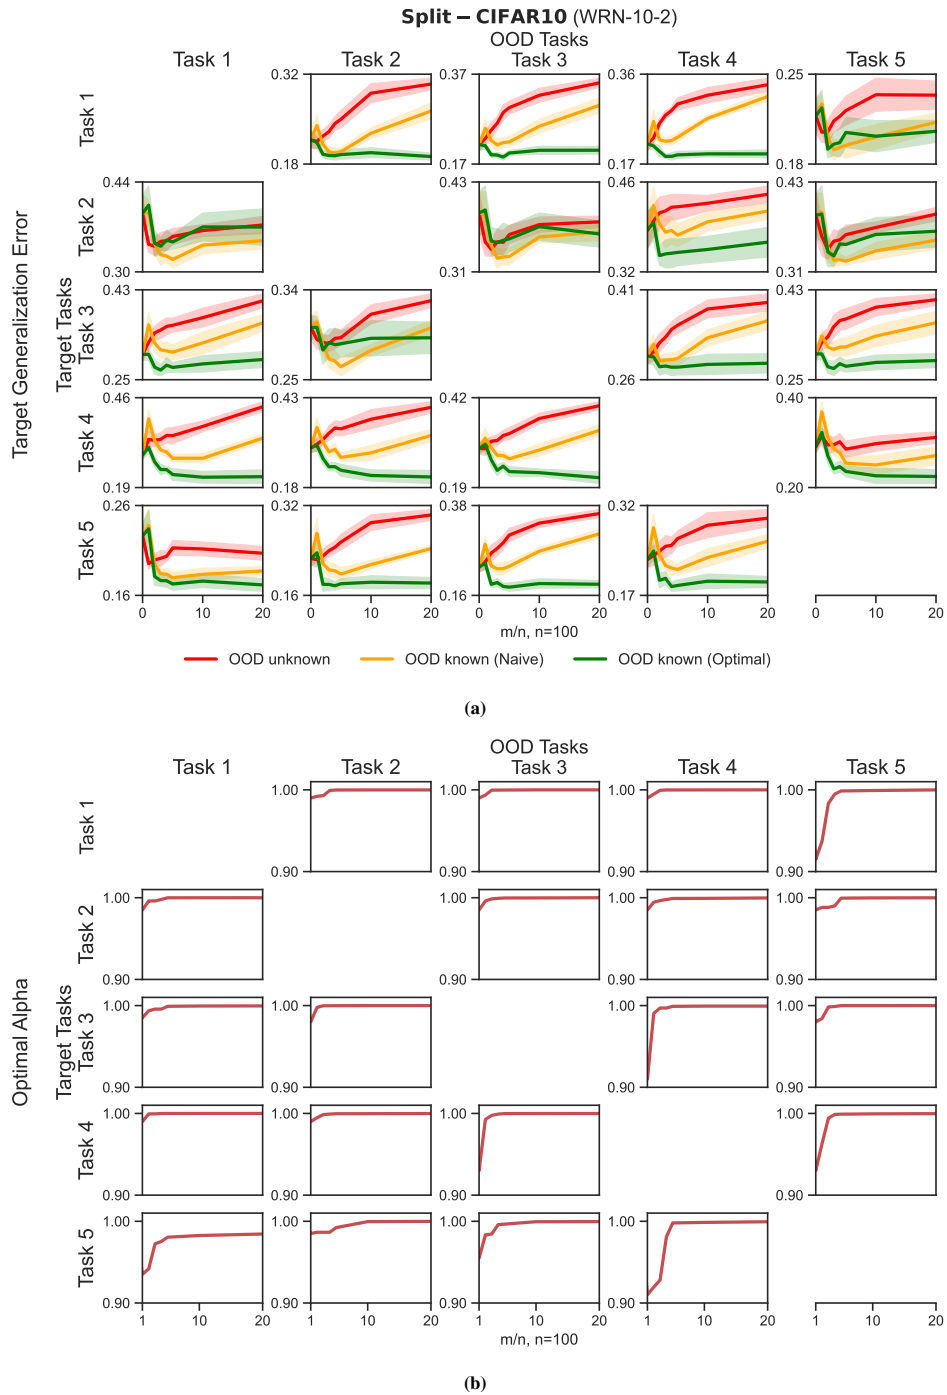 Split – CIFAR10 (WRN-10-2)
OOD Tasks
Task 1 Task 2 Task 3 Task 4 Task 5
Target Generalization Error
Target Tasks
Task 1
0.32 0.37 0.36 0.25
0.18 0.17 0.17 0.18
Task 2
0.44 0.43 0.46 0.43
0.30 0.31 0.32 0.31
Task 3
0.43 0.34 0.41 0.43
0.25 0.25 0.26 0.25
Task 4
0.46 0.43 0.42 0.40
0.19 0.18 0.19 0.20
Task 5
0.26 0.32 0.38 0.32
0.16 0.16 0.16 0.17
0 10 20 0 10 20 0 10 20 0 10 20 0 10 20
m/n, n=100
OOD unknown OOD known (Naive) OOD known (Optimal)
(a)
OOD Tasks
Task 1 Task 2 Task 3 Task 4 Task 5
Optimal Alpha
Target Tasks
Task 1
1.00 1.00 1.00 1.00
0.90 0.90 0.90 0.90
Task 2
1.00 1.00 1.00 1.00
0.90 0.90 0.90 0.90
Task 3
1.00 1.00 1.00 1.00
0.90 0.90 0.90 0.90
Task 4
1.00 1.00 1.00 1.00
0.90 0.90 0.90 0.90
Task 5
1.00 1.00 1.00 1.00
0.90 0.90 0.90 0.90
1 10 20 1 10 20 1 10 20 1 10 20 1 10 20
m/n, n=100
(b)